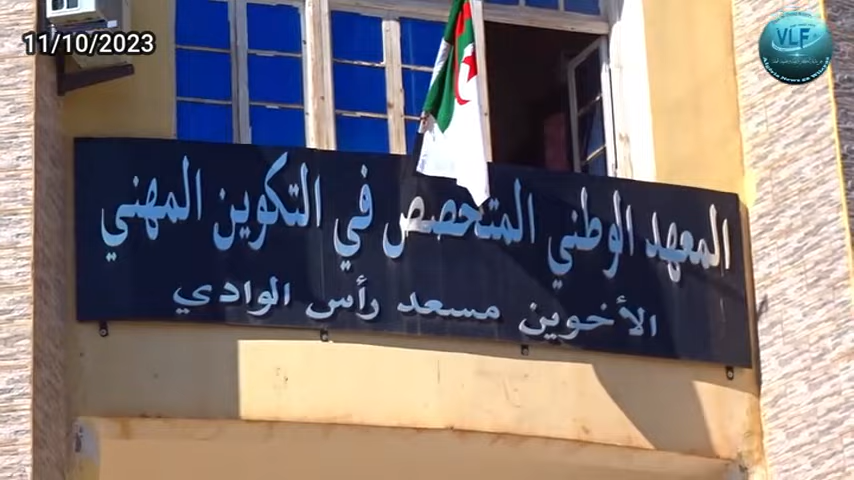 11/10/2023
VLF
المعهد الوطني المتخصص في التكوين المهني
الأخوين مسعد رأس الوادي